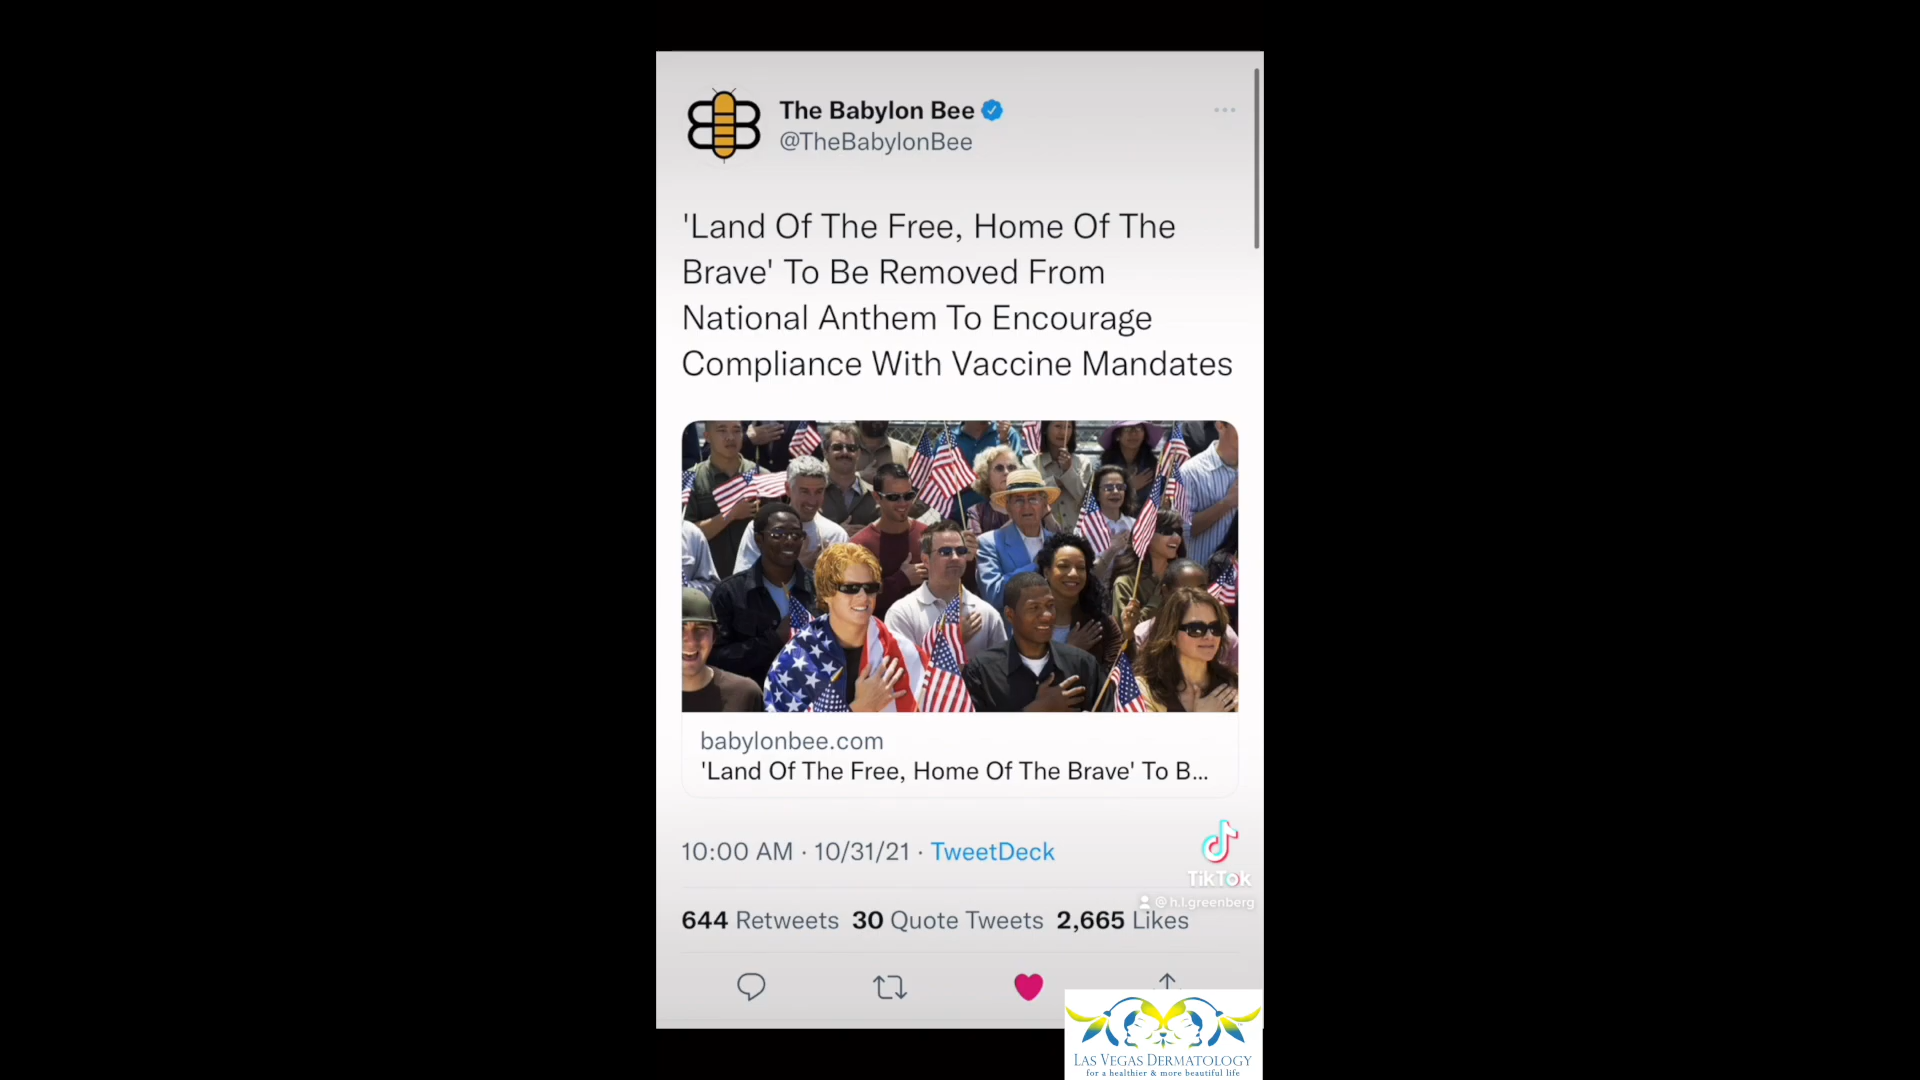 The Babylon Bee
@TheBabylonBee
'Land Of The Free, Home Of The
Brave' To Be Removed From
National Anthem To Encourage
Compliance With Vaccine Mandates
babylonbee.com
'Land Of The Free, Home Of The Brave' To B...
10:00 AM · 10/31/21 · TweetDeck
TikTok
@h.l.greenberg
644 Retweets 30 Quote Tweets 2,665 Likes
LAS VEGAS DERMATOLOGY
for a healthier & more beautiful life